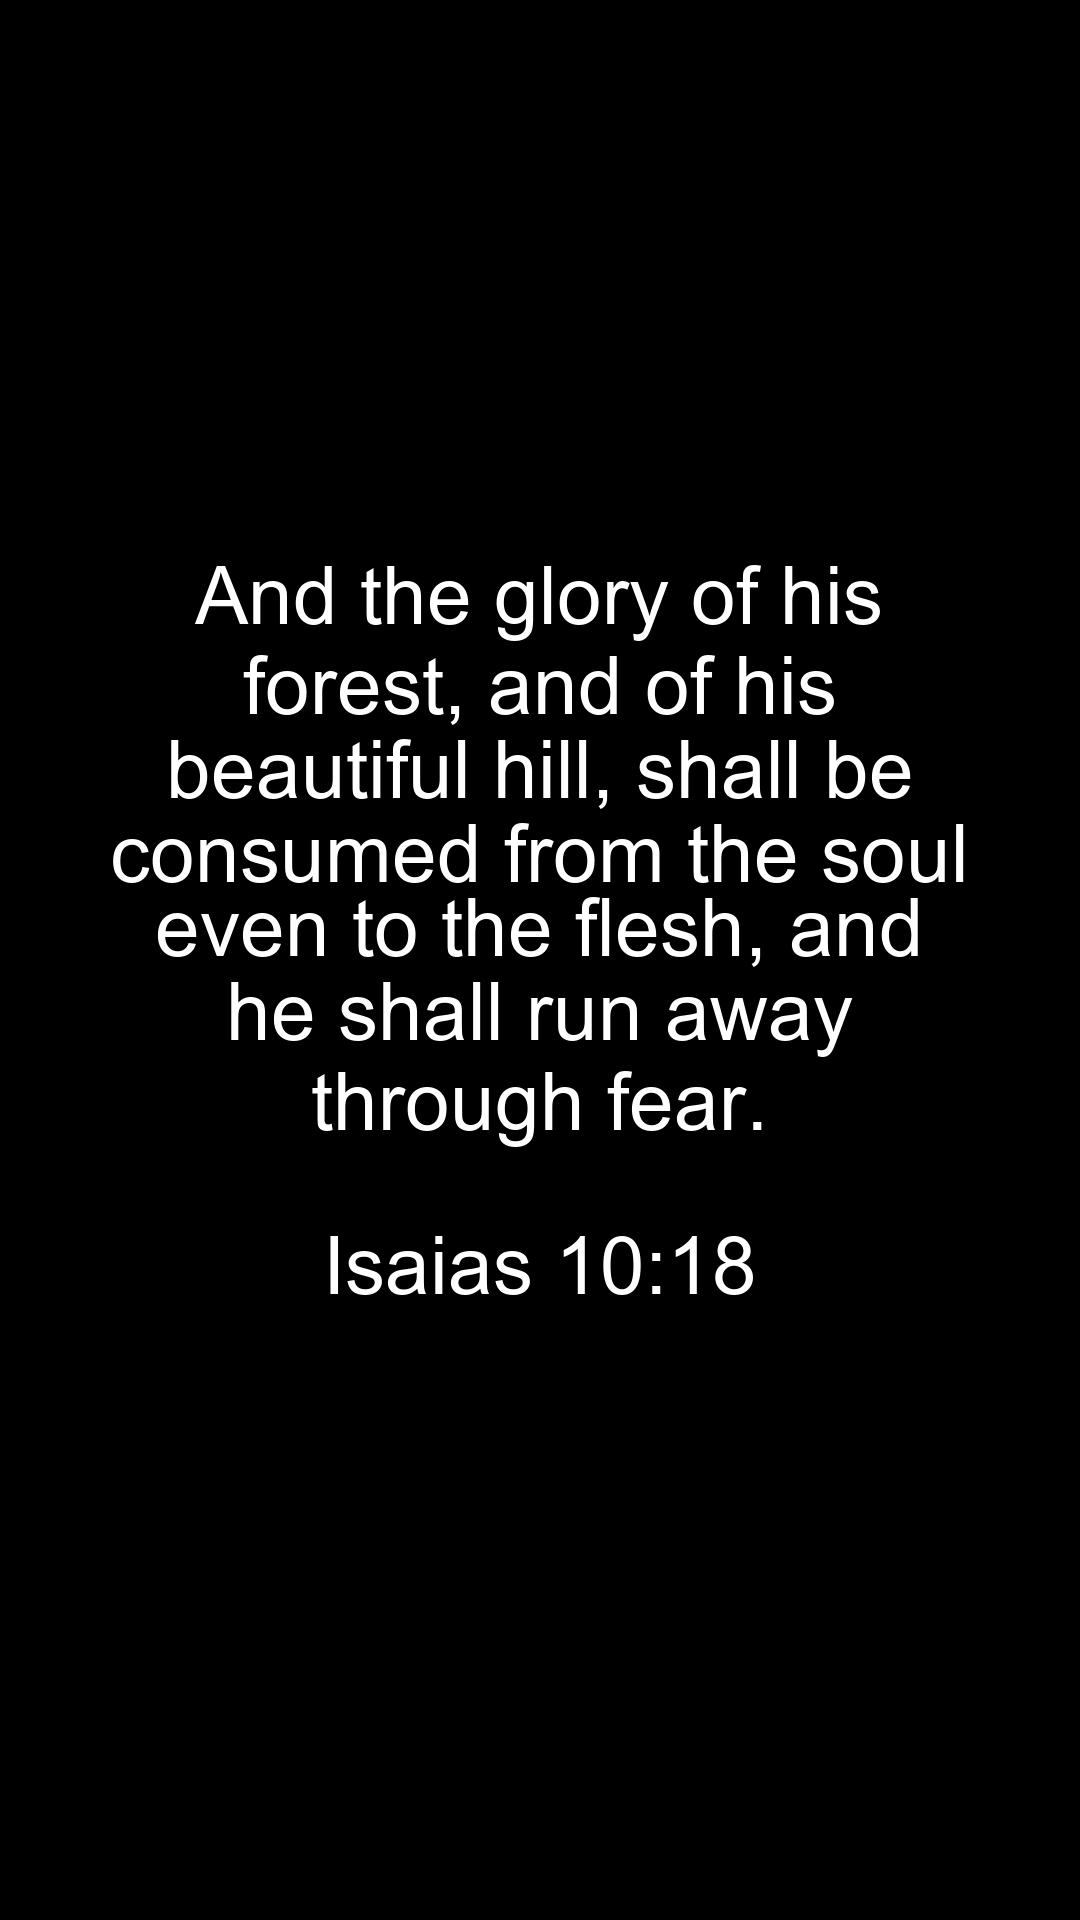 And the glory of his
forest, and of his
beautiful hill, shall be
consumed from the soul
even to the flesh, and
he shall run away
through fear.
Isaias 10:18